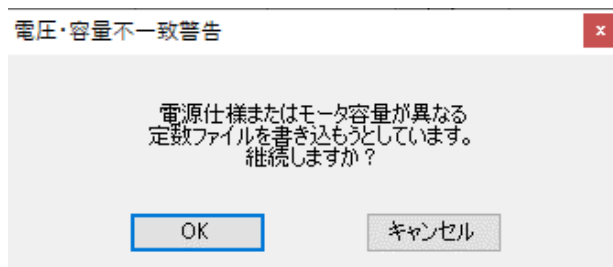 電圧・容量不一致警告
電源仕様またはモータ容量が異なる
定数ファイルを書き込もうとしています。
継続しますか？
OK
キャンセル